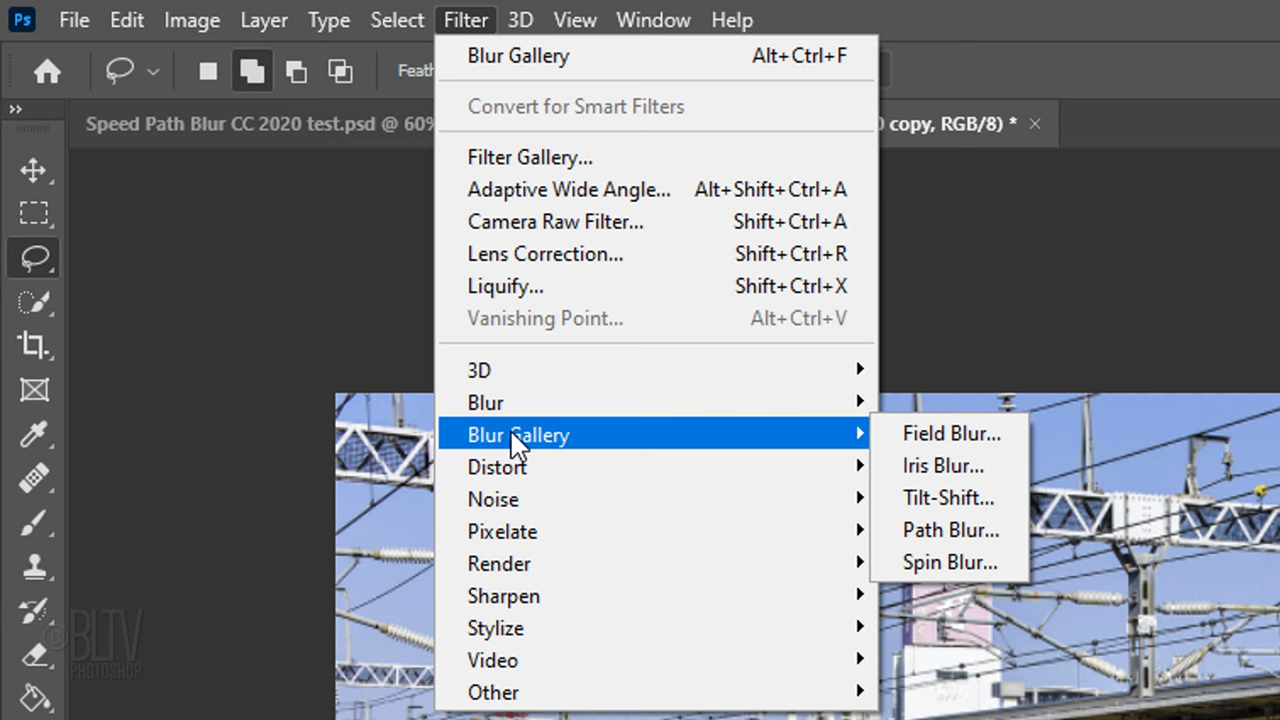 Ps File Edit Image Layer Type Select Filter 3D View Window Help
Feath
Speed Path Blur CC 2020 test.psd @ 60%
0 copy, RGB/8) * ×
Blur Gallery Alt+Ctrl+F
Convert for Smart Filters
Filter Gallery...
Adaptive Wide Angle... Alt+Shift+Ctrl+A
Camera Raw Filter... Shift+Ctrl+A
Lens Correction... Shift+Ctrl+R
Liquify... Shift+Ctrl+X
Vanishing Point... Alt+Ctrl+V
3D
Blur
Blur Gallery
Distort
Noise
Pixelate
Render
Sharpen
Stylize
Video
Other
Field Blur...
Iris Blur...
Tilt-Shift...
Path Blur...
Spin Blur...
©BLTV
PHOTOSHOP